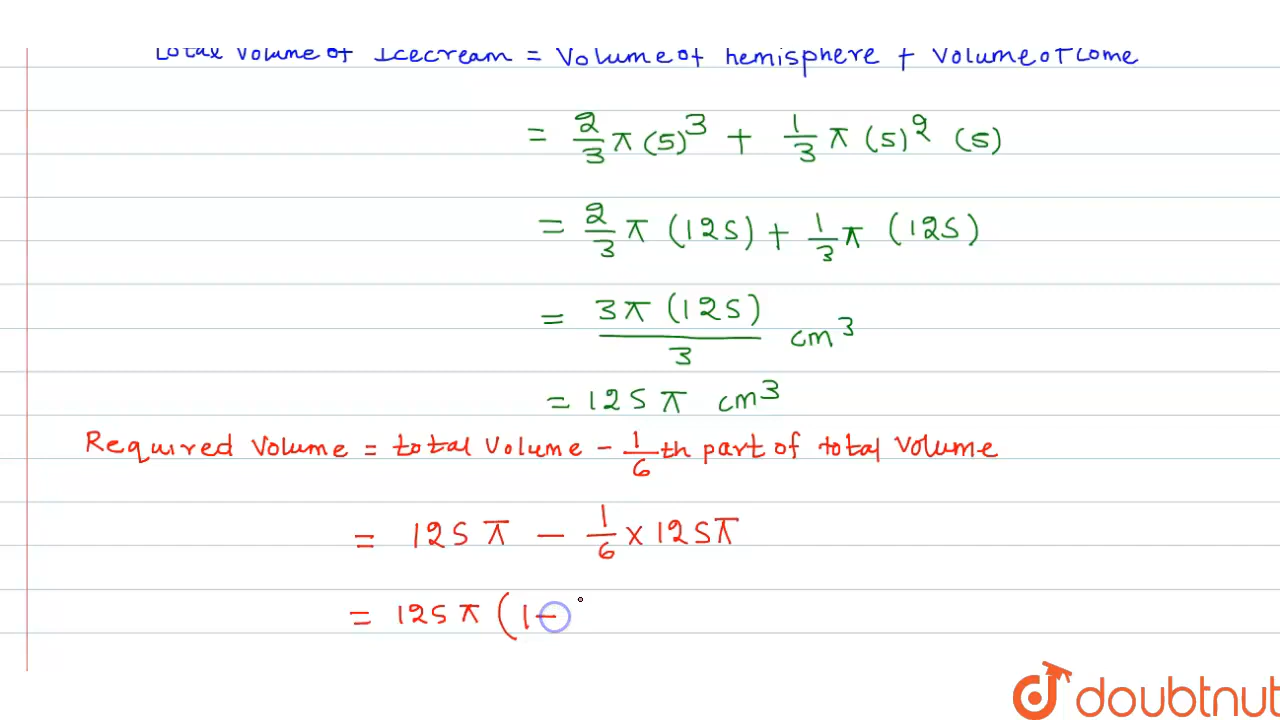 Total Volume of Icecream = Volume of hemisphere + Volume of Come
= 2/3 π (5)^3 + 1/3 π (5)^2 (5)
= 2/3 π (125) + 1/3 π (125)
= 3π (125)/3 cm^3
= 125 π cm^3
Required Volume = total Volume - 1/6 th part of total Volume
= 125 π - 1/6 × 125π
= 125 π (1-
doubtnut